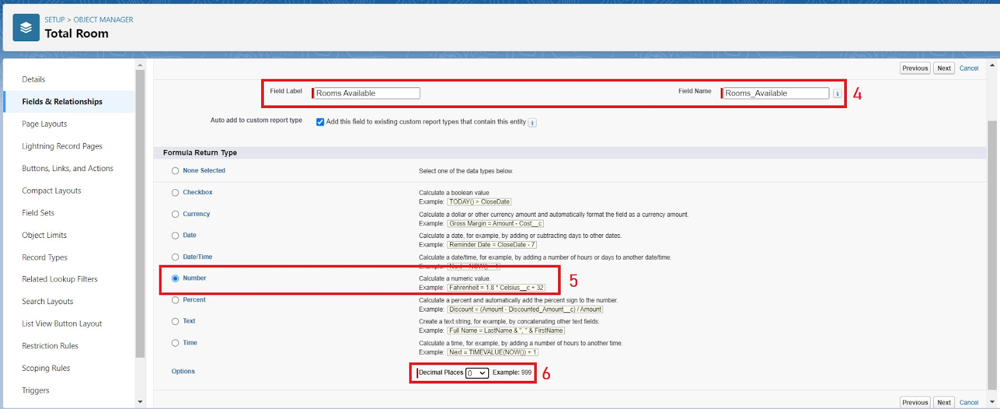 SETUP > OBJECT MANAGER
Total Room
Details
Fields & Relationships
Page Layouts
Lightning Record Pages
Buttons, Links, and Actions
Compact Layouts
Field Sets
Object Limits
Record Types
Related Lookup Filters
Search Layouts
List View Button Layout
Restriction Rules
Scoping Rules
Triggers
Previous Next Cancel
Field Label Rooms Available Field Name Rooms_Available i 4
Auto add to custom report type Add this field to existing custom report types that contain this entity i
Formula Return Type
None Selected Select one of the data types below.
Checkbox Calculate a boolean value
Example: TODAY() > CloseDate
Currency Calculate a dollar or other currency amount and automatically format the field as a currency amount.
Example: Gross Margin = Amount - Cost__c
Date Calculate a date, for example, by adding or subtracting days to other dates.
Example: Reminder Date = CloseDate - 7
Date/Time Calculate a date/time, for example, by adding a number of hours or days to another date/time.
Example: Next = NOW() + 1
Number Calculate a numeric value. 5
Example: Fahrenheit = 1.8 * Celsius__c + 32
Percent Calculate a percent and automatically add the percent sign to the number.
Example: Discount = (Amount - Discounted_Amount__c) / Amount
Text Create a text string, for example, by concatenating other text fields.
Example: Full Name = LastName & ", " & FirstName
Time Calculate a time, for example, by adding a number of hours to another time.
Example: Next = TIMEVALUE(NOW()) + 1
Options Decimal Places 0 Example: 999 6
Previous Next Cancel